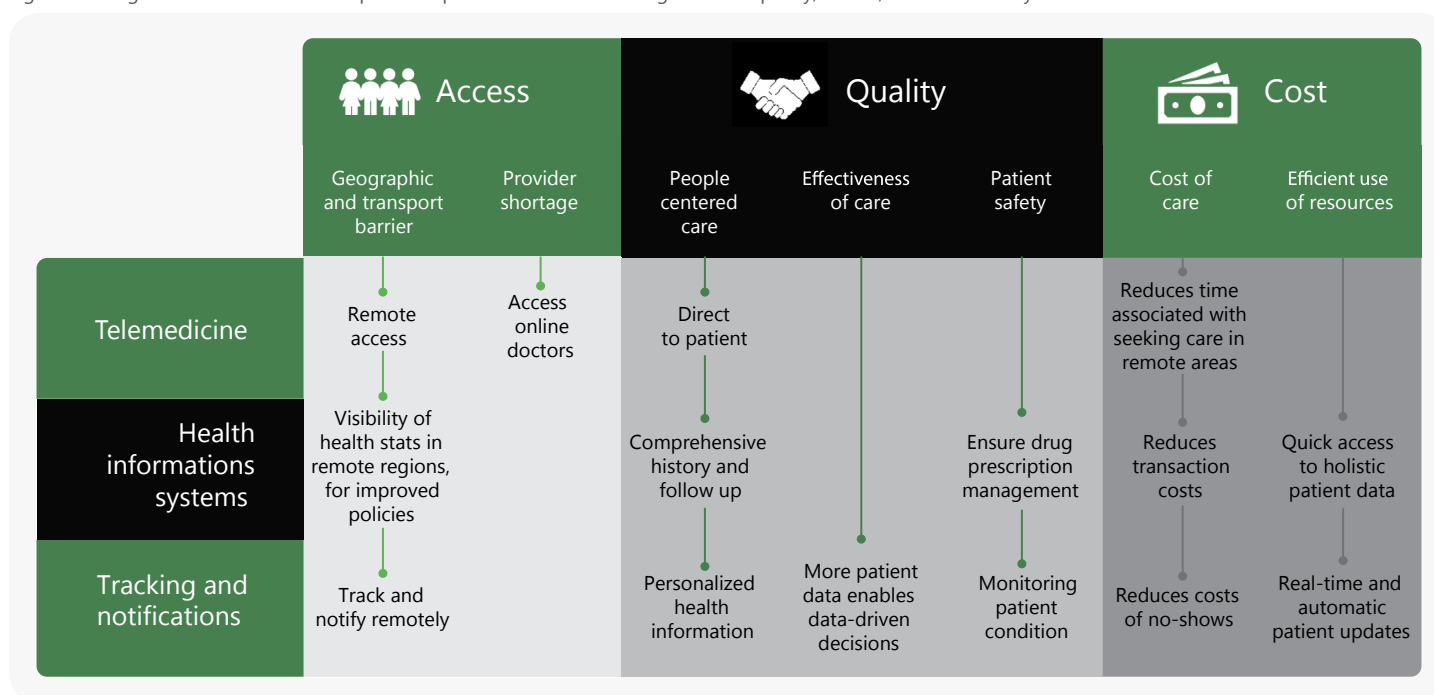 Access
Quality
Cost
Geographic
and transport
barrier
Provider
shortage
People
centered
care
Effectiveness
of care
Patient
safety
Cost of
care
Efficient use
of resources
Telemedicine
Remote
access
Access
online
doctors
Direct
to patient
Reduces time
associated with
seeking care in
remote areas
Health
informations
systems
Visibility of
health stats in
remote regions,
for improved
policies
Comprehensive
history and
follow up
Ensure drug
prescription
management
Reduces
transaction
costs
Quick access
to holistic
patient data
Tracking and
notifications
Track and
notify remotely
Personalized
health
information
More patient
data enables
data-driven
decisions
Monitoring
patient
condition
Reduces costs
of no-shows
Real-time and
automatic
patient updates